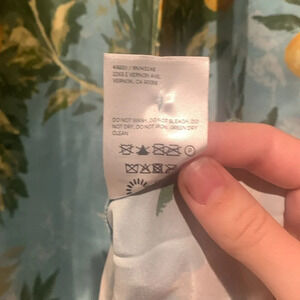 2263 E VERNON AVE,
VERNON, CA 90058
DO NOT WASH, DO NOT BLEACH, DO
NOT DRY, DO NOT IRON, GREEN DRY
CLEAN